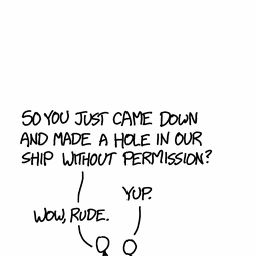 SO YOU JUST CAME DOWN
AND MADE A HOLE IN OUR
SHIP WITHOUT PERMISSION?
YUP.
WOW, RUDE.